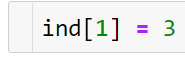 ind[1] = 3